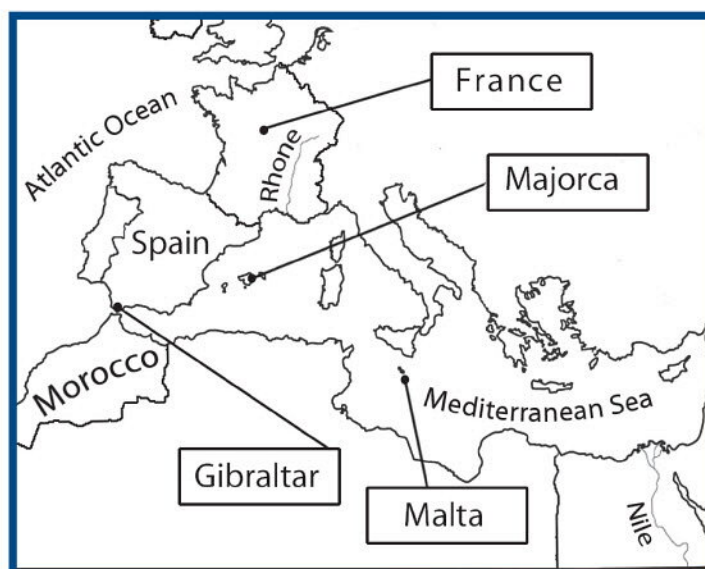 France
Atlantic Ocean
Rhone
Majorca
Spain
Morocco
Mediterranean Sea
Gibraltar
Malta
Nile